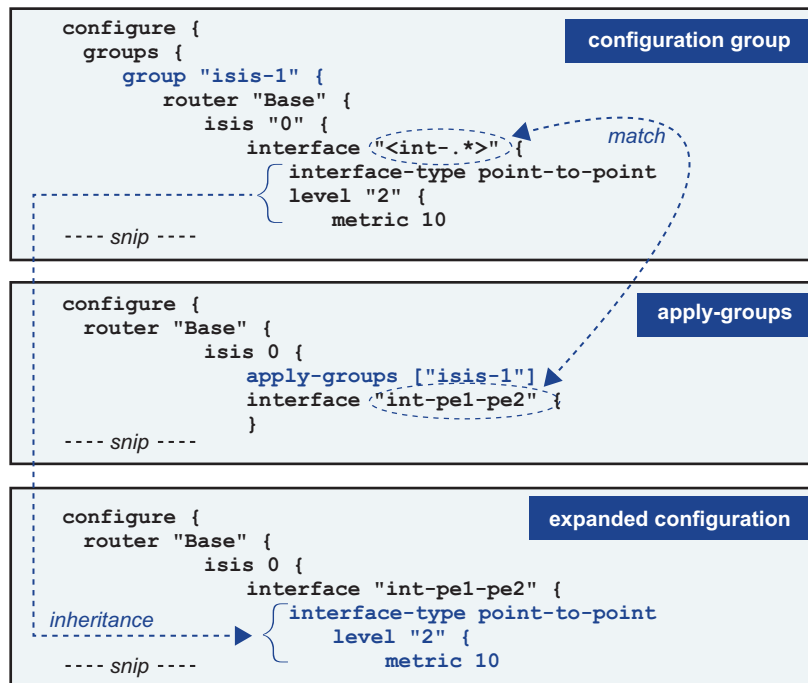 configure {
configuration group
groups {
group "isis-1" {
router "Base" {
isis "0" {
interface "<int-.*>" {
match
interface-type point-to-point
level "2" {
metric 10
---- snip ----
configure {
apply-groups
router "Base" {
isis 0 {
apply-groups ["isis-1"]
interface "int-pe1-pe2" {
}
---- snip ----
configure {
expanded configuration
router "Base" {
isis 0 {
interface "int-pe1-pe2" {
inheritance
interface-type point-to-point
level "2" {
metric 10
---- snip ----